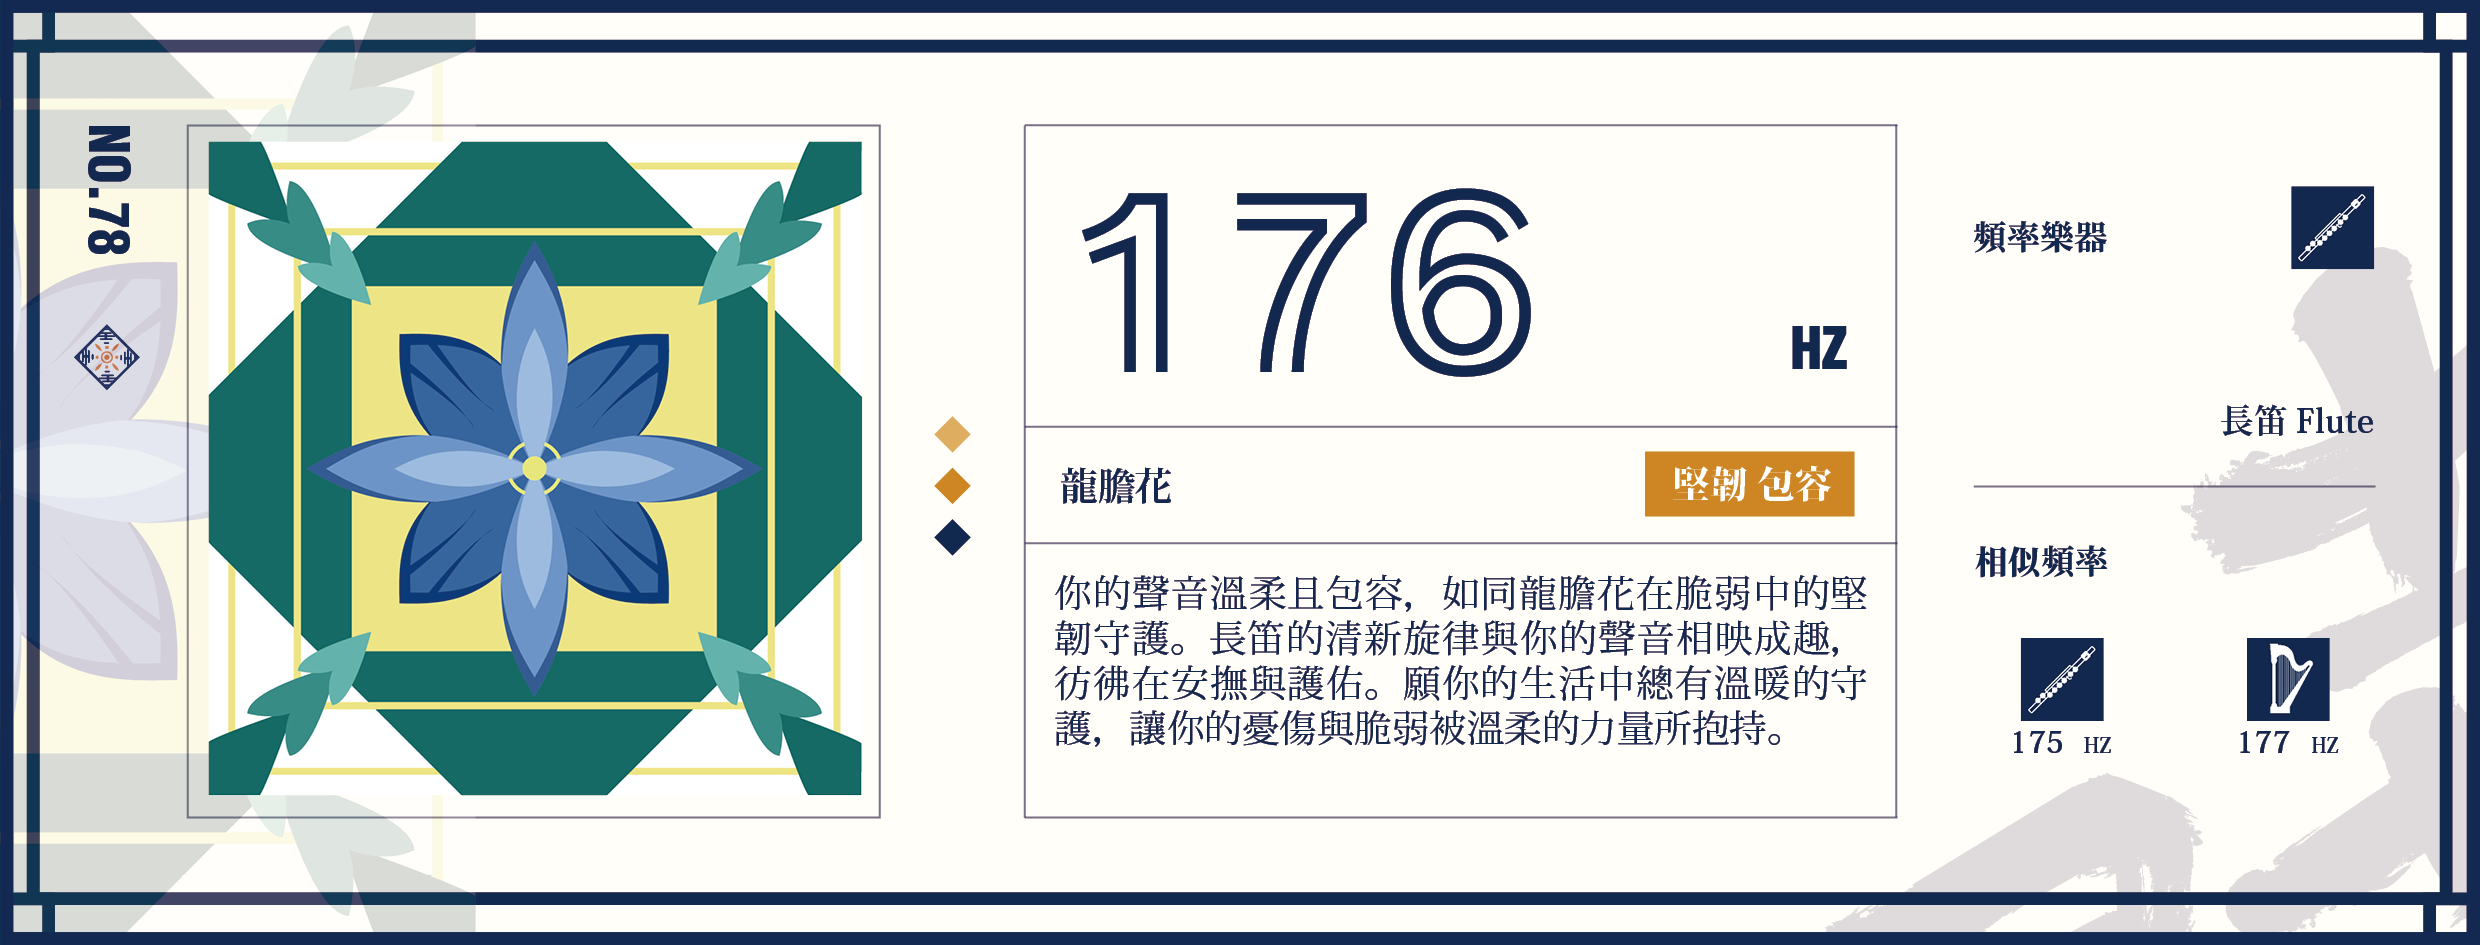 NO.78
176
HZ
龍膽花
堅韌 包容
你的聲音溫柔且包容，如同龍膽花在脆弱中的堅
韌守護。長笛的清新旋律與你的聲音相映成趣，
彷彿在安撫與護佑。願你的生活中總有溫暖的守
護，讓你的憂傷與脆弱被溫柔的力量所抱持。
頻率樂器
長笛 Flute
相似頻率
175 HZ
177 HZ